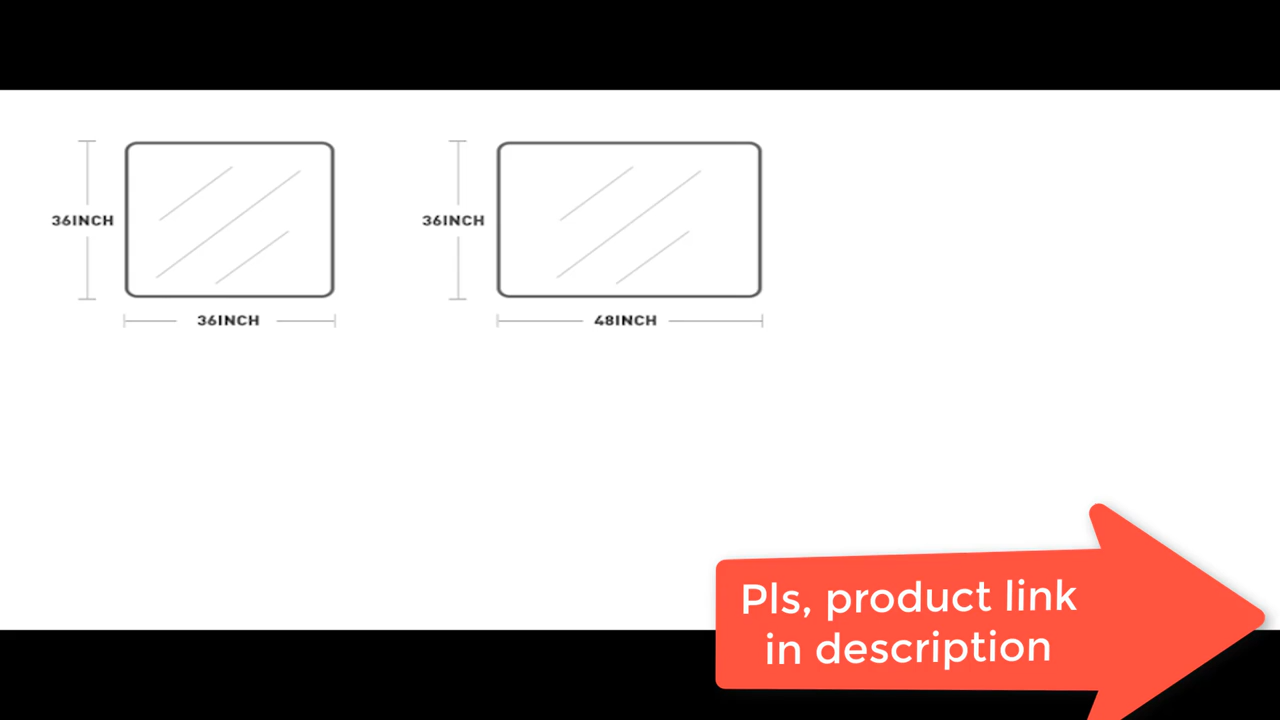 36INCH
36INCH
36INCH
48INCH
Pls, product link
in description